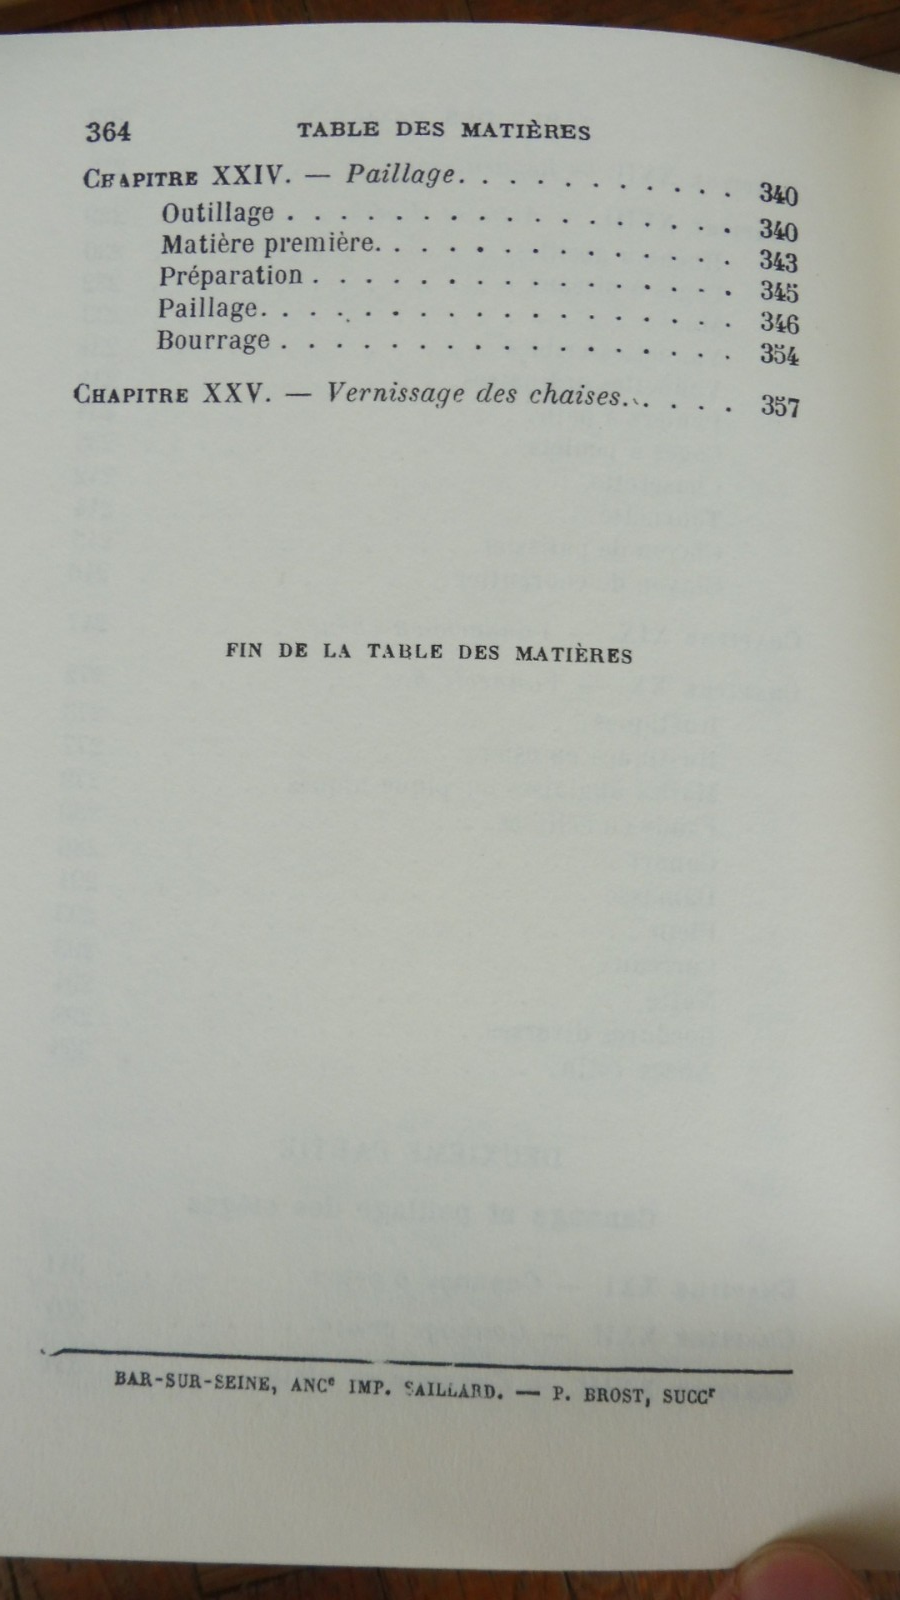 364 TABLE DES MATIÈRES
CHAPITRE XXIV. — Paillage. . . . . . . . . . . 340
Outillage . . . . . . . . . . . . . . . . . 340
Matière première. . . . . . . . . . . . . . 343
Préparation . . . . . . . . . . . . . . . . 345
Paillage. . . . . . . . . . . . . . . . . . 346
Bourrage . . . . . . . . . . . . . . . . . 354
CHAPITRE XXV. — Vernissage des chaises. . . . . . 357
FIN DE LA TABLE DES MATIÈRES
BAR-SUR-SEINE, ANCᵉ IMP. SAILLARD. — P. BROST, SUCCʳ